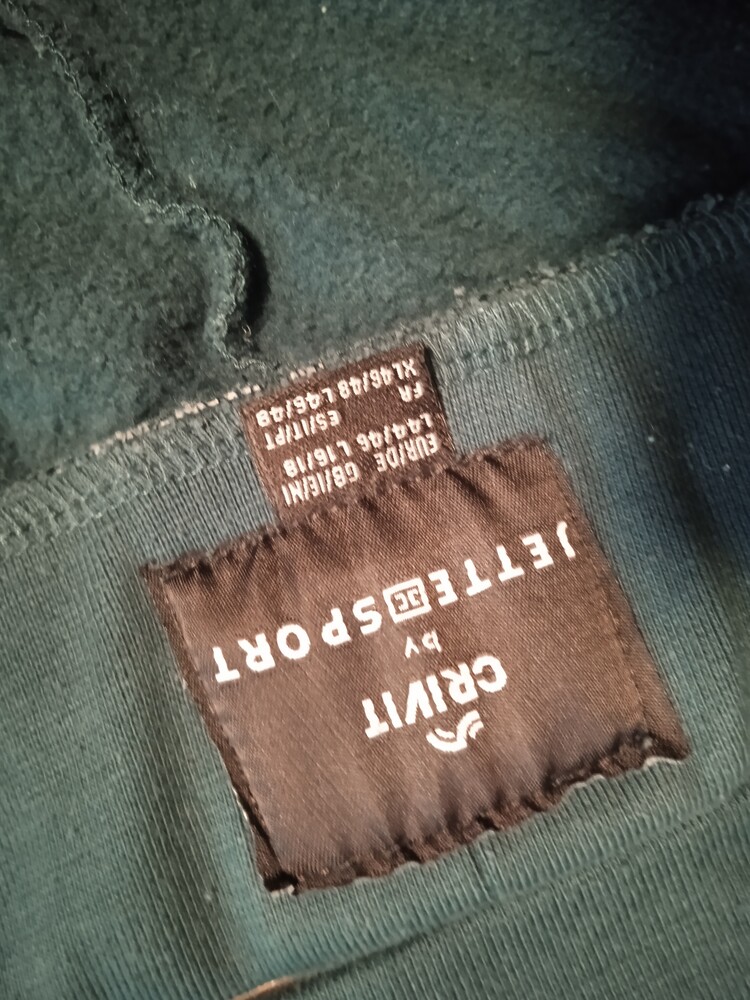 CRIVIT
by
JETTE JC SPORT
EUR/DE GB/IE/NI
L44/46 L16/18
FR ES/IT/PT
XL46/48 L46/48